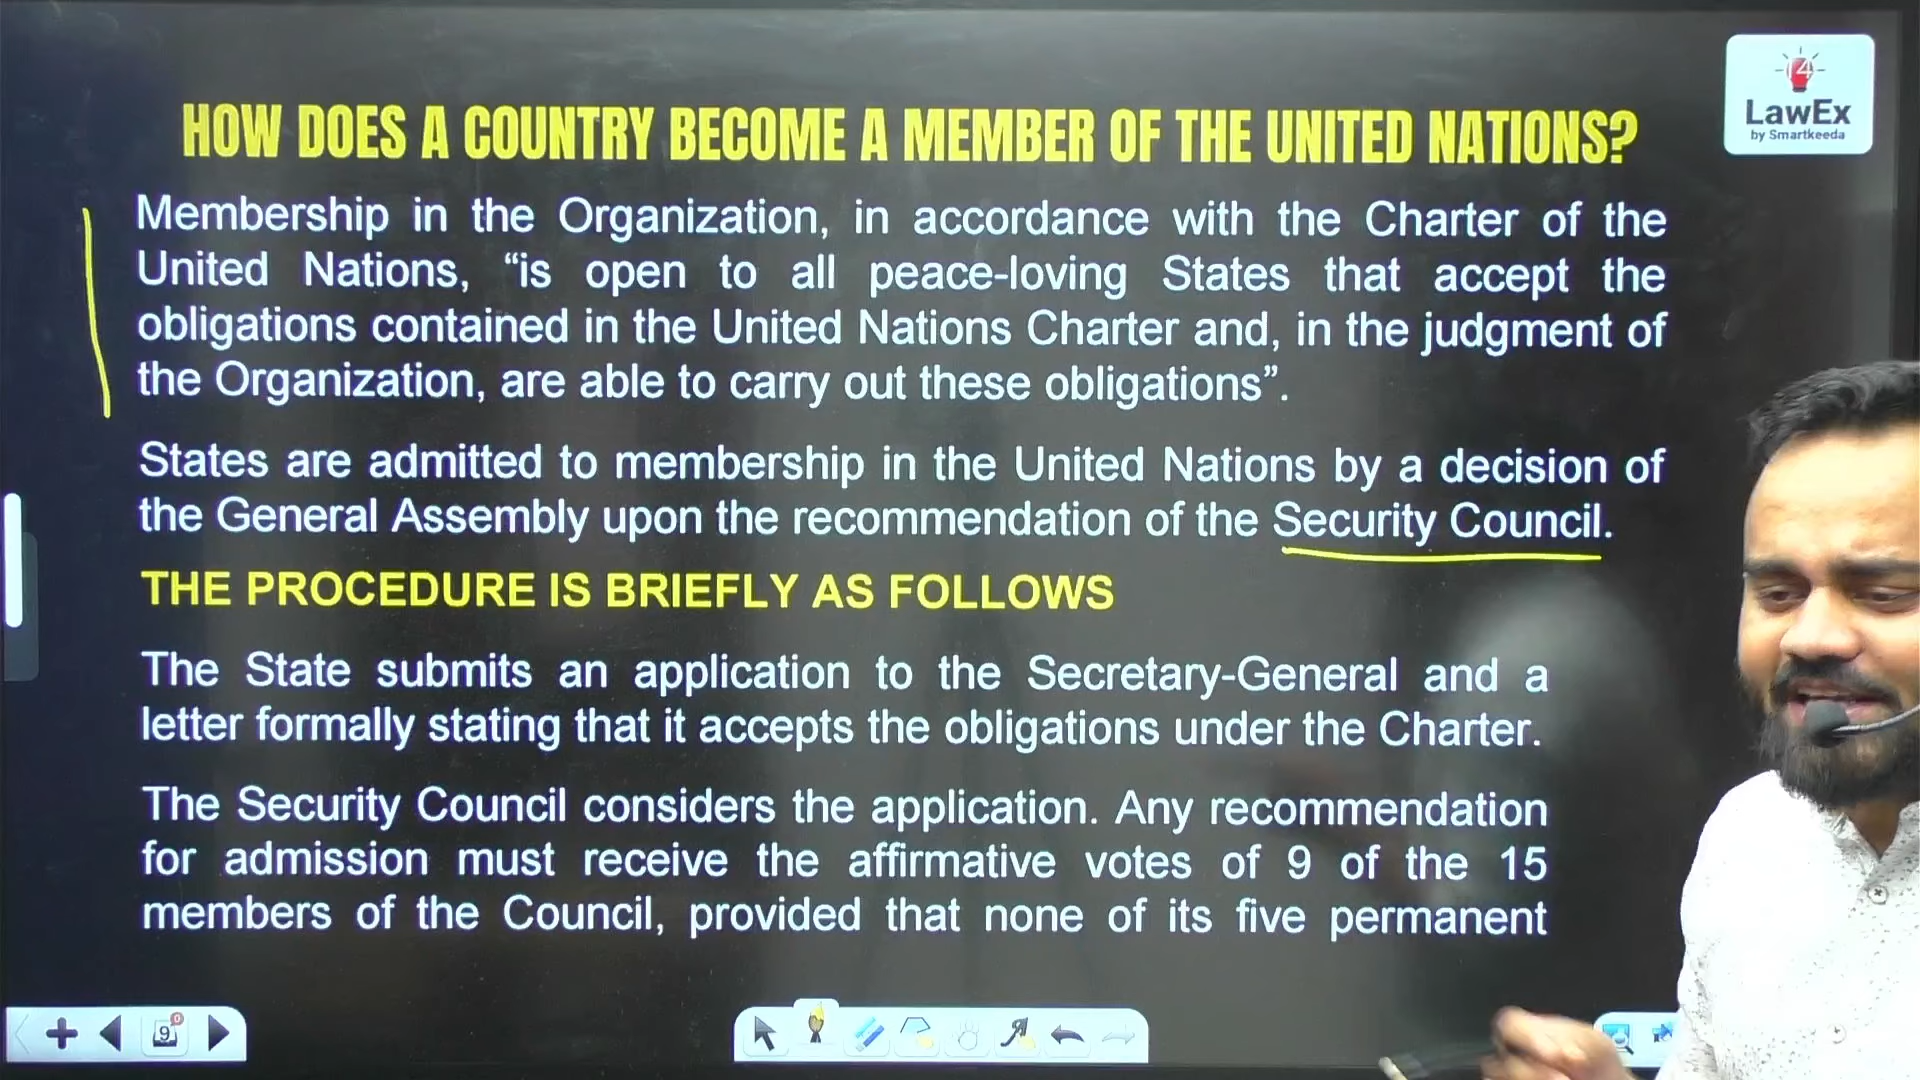 LawEx
by Smartkeeda
HOW DOES A COUNTRY BECOME A MEMBER OF THE UNITED NATIONS?
Membership in the Organization, in accordance with the Charter of the
United Nations, “is open to all peace-loving States that accept the
obligations contained in the United Nations Charter and, in the judgment of
the Organization, are able to carry out these obligations”.
States are admitted to membership in the United Nations by a decision of
the General Assembly upon the recommendation of the Security Council.
THE PROCEDURE IS BRIEFLY AS FOLLOWS
The State submits an application to the Secretary-General and a
letter formally stating that it accepts the obligations under the Charter.
The Security Council considers the application. Any recommendation
for admission must receive the affirmative votes of 9 of the 15
members of the Council, provided that none of its five permanent
9
0